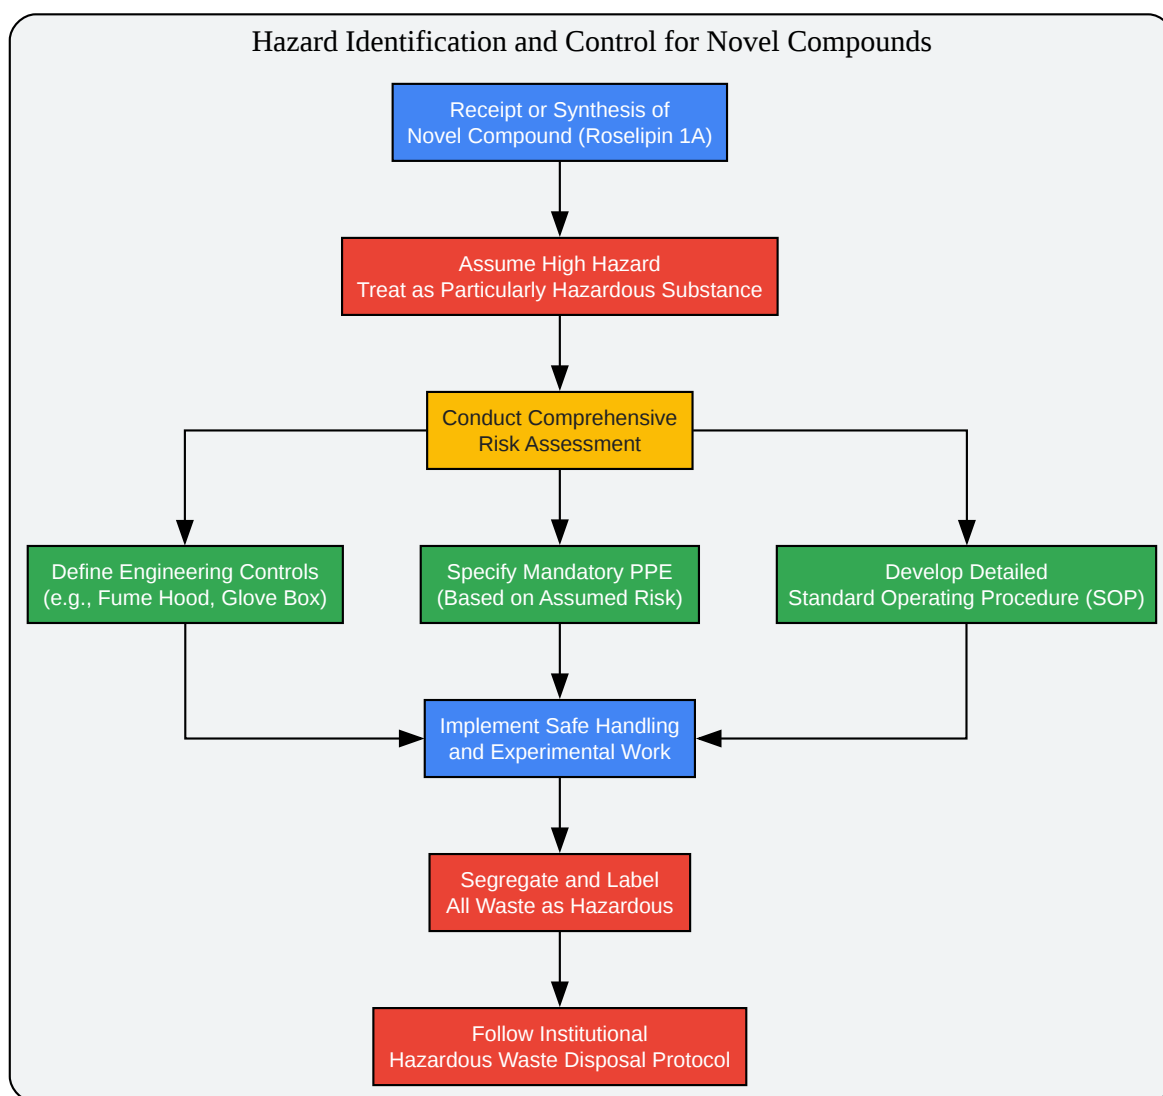 Hazard Identification and Control for Novel Compounds
Receipt or Synthesis of
Novel Compound (Roselipin 1A)
Assume High Hazard
Treat as Particularly Hazardous Substance
Conduct Comprehensive
Risk Assessment
Define Engineering Controls
(e.g., Fume Hood, Glove Box)
Specify Mandatory PPE
(Based on Assumed Risk)
Develop Detailed
Standard Operating Procedure (SOP)
Implement Safe Handling
and Experimental Work
Segregate and Label
All Waste as Hazardous
Follow Institutional
Hazardous Waste Disposal Protocol